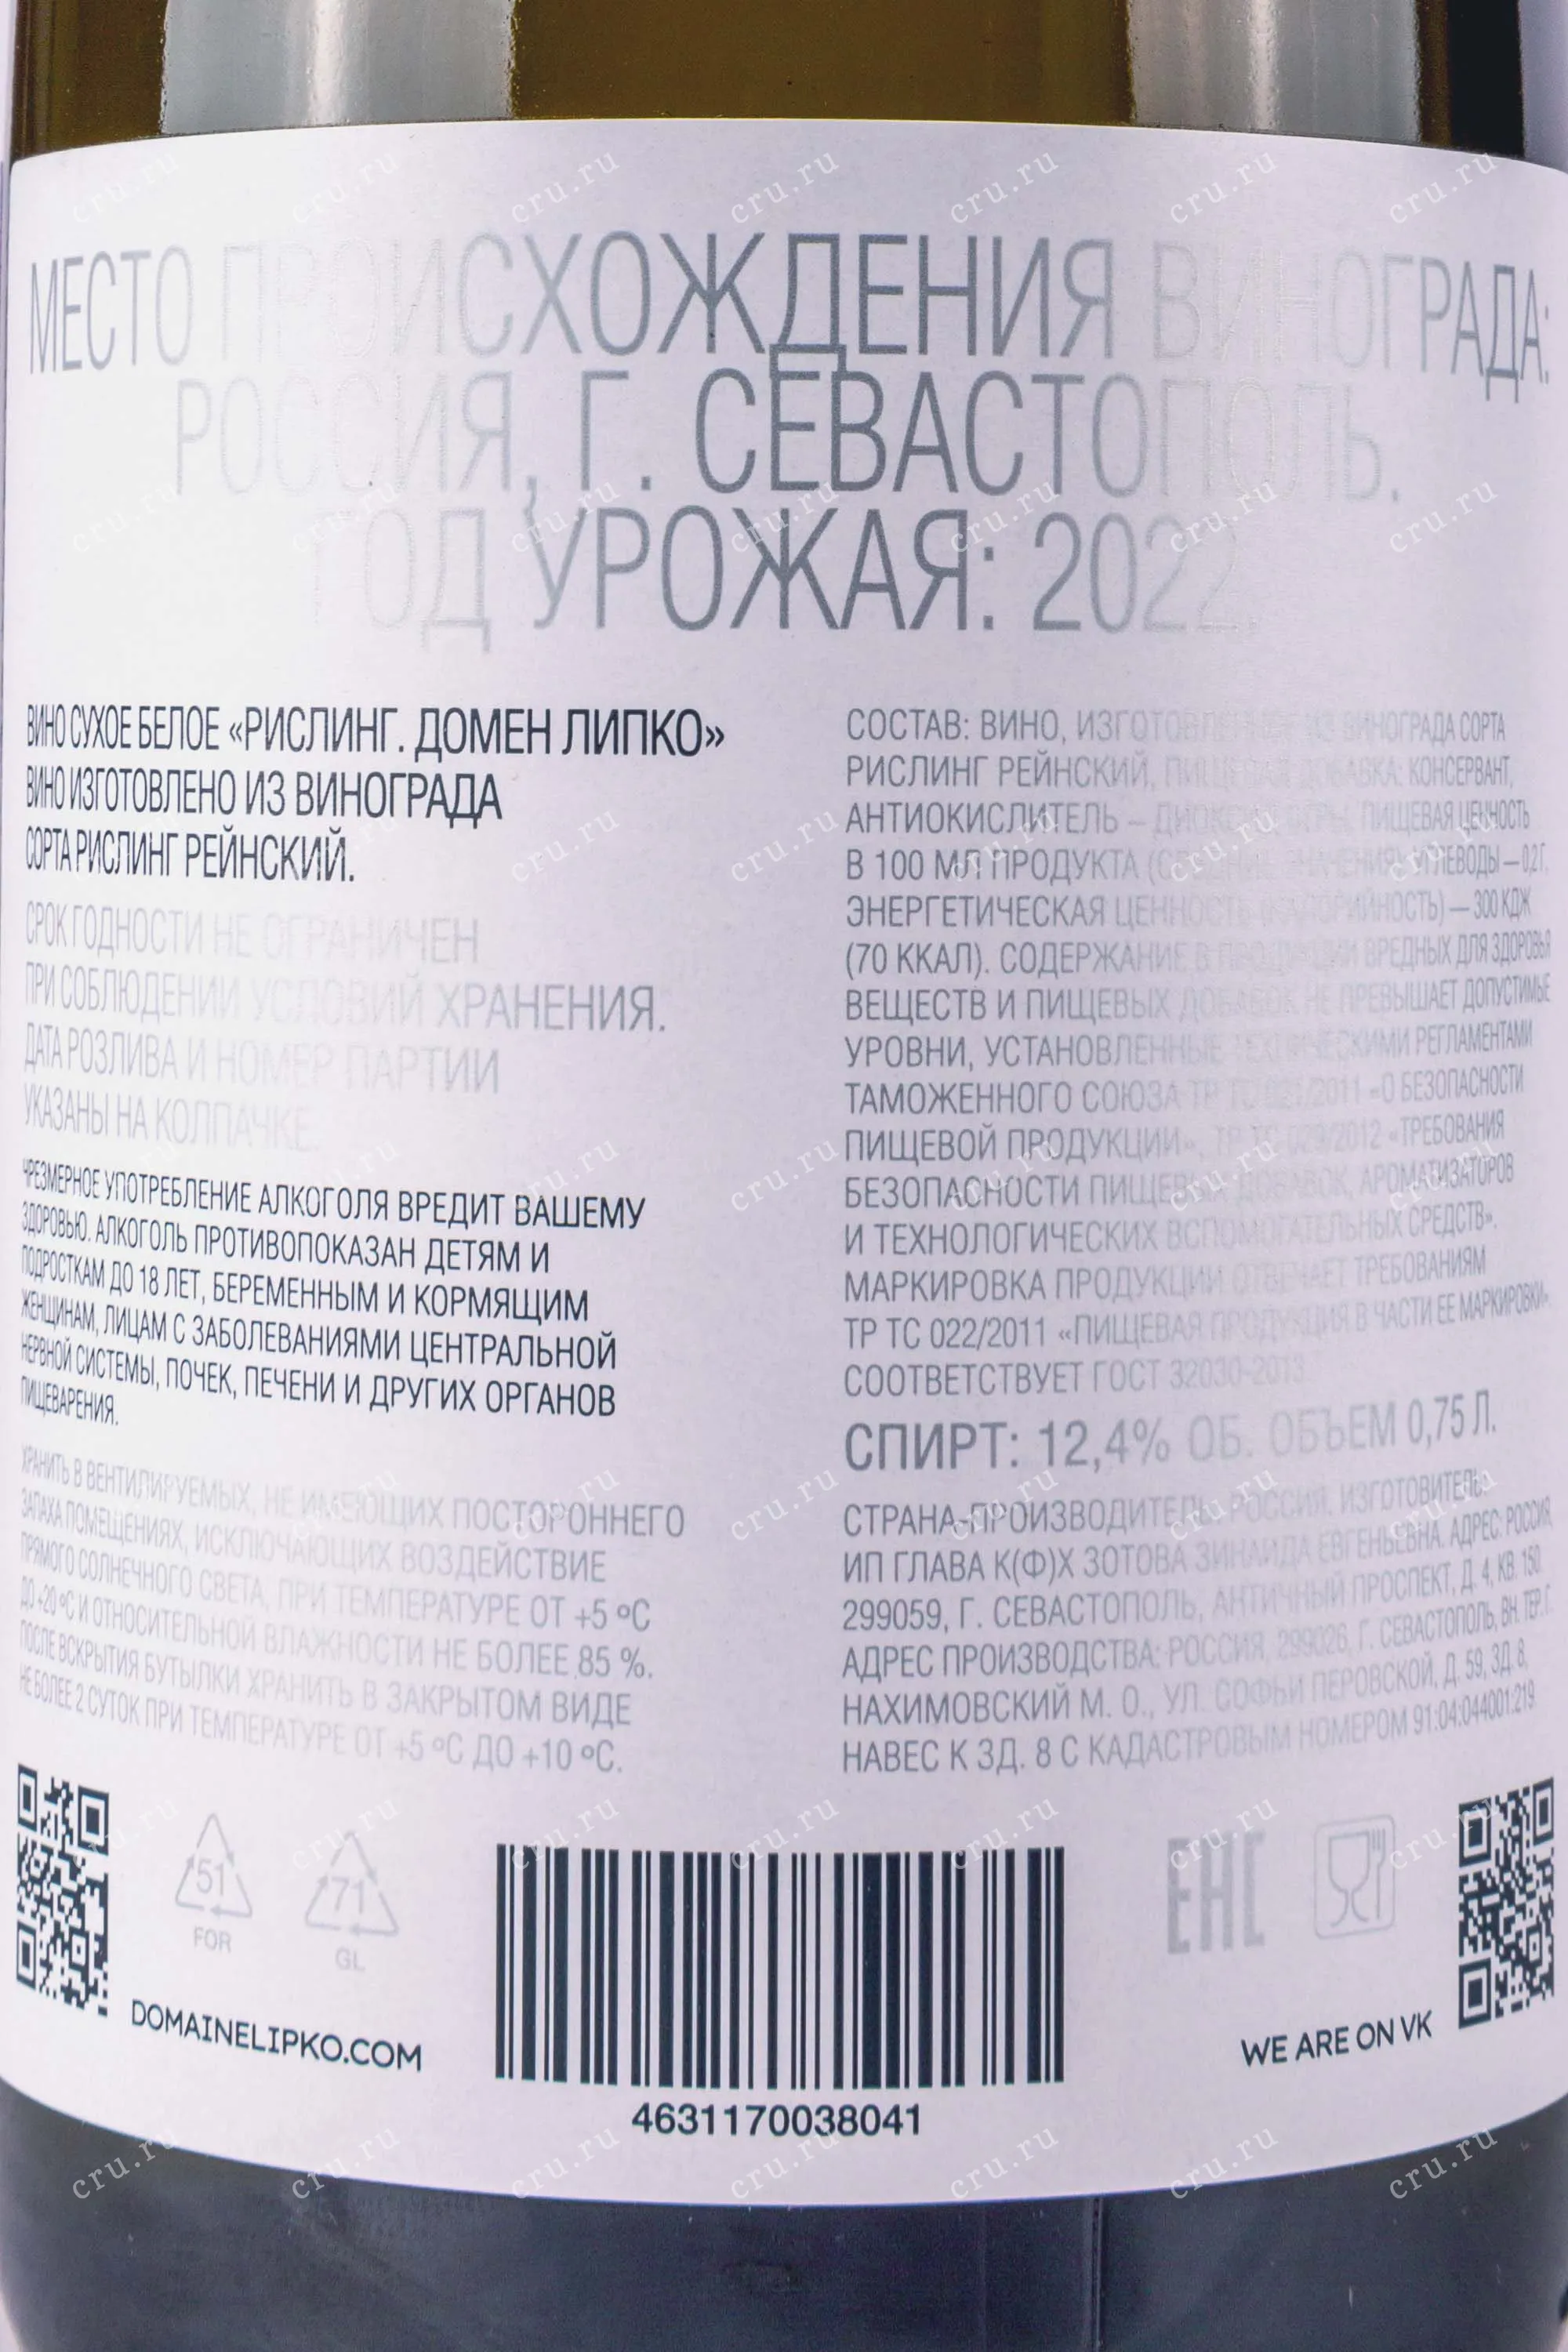 МЕСТО ПРОИСХОЖДЕНИЯ ВИНОГРАДА:
РОССИЯ, Г. СЕВАСТОПОЛЬ.
ГОД УРОЖАЯ: 2022.
ВИНО СУХОЕ БЕЛОЕ «РИСЛИНГ. ДОМЕН ЛИПКО»
ВИНО ИЗГОТОВЛЕНО ИЗ ВИНОГРАДА
СОРТА РИСЛИНГ РЕЙНСКИЙ.
СРОК ГОДНОСТИ НЕ ОГРАНИЧЕН
ПРИ СОБЛЮДЕНИИ УСЛОВИЙ ХРАНЕНИЯ.
ДАТА РОЗЛИВА И НОМЕР ПАРТИИ
УКАЗАНЫ НА КОЛПАЧКЕ.
ЧРЕЗМЕРНОЕ УПОТРЕБЛЕНИЕ АЛКОГОЛЯ ВРЕДИТ ВАШЕМУ
ЗДОРОВЬЮ. АЛКОГОЛЬ ПРОТИВОПОКАЗАН ДЕТЯМ И
ПОДРОСТКАМ ДО 18 ЛЕТ, БЕРЕМЕННЫМ И КОРМЯЩИМ
ЖЕНЩИНАМ, ЛИЦАМ С ЗАБОЛЕВАНИЯМИ ЦЕНТРАЛЬНОЙ
НЕРВНОЙ СИСТЕМЫ, ПОЧЕК, ПЕЧЕНИ И ДРУГИХ ОРГАНОВ
ПИЩЕВАРЕНИЯ.
ХРАНИТЬ В ВЕНТИЛИРУЕМЫХ, НЕ ИМЕЮЩИХ ПОСТОРОННЕГО
ЗАПАХА ПОМЕЩЕНИЯХ, ИСКЛЮЧАЮЩИХ ВОЗДЕЙСТВИЕ
ПРЯМОГО СОЛНЕЧНОГО СВЕТА, ПРИ ТЕМПЕРАТУРЕ ОТ +5 ºС
ДО +20 ºС И ОТНОСИТЕЛЬНОЙ ВЛАЖНОСТИ НЕ БОЛЕЕ 85 %.
ПОСЛЕ ВСКРЫТИЯ БУТЫЛКИ ХРАНИТЬ В ЗАКРЫТОМ ВИДЕ
НЕ БОЛЕЕ 2 СУТОК ПРИ ТЕМПЕРАТУРЕ ОТ +5 ºС ДО +10 ºС.
СОСТАВ: ВИНО, ИЗГОТОВЛЕННОЕ ИЗ ВИНОГРАДА СОРТА
РИСЛИНГ РЕЙНСКИЙ, ПИЩЕВАЯ ДОБАВКА: КОНСЕРВАНТ,
АНТИОКИСЛИТЕЛЬ – ДИОКСИД СЕРЫ. ПИЩЕВАЯ ЦЕННОСТЬ
В 100 МЛ ПРОДУКТА (СРЕДНИЕ ЗНАЧЕНИЯ): УГЛЕВОДЫ – 0,2 Г,
ЭНЕРГЕТИЧЕСКАЯ ЦЕННОСТЬ (КАЛОРИЙНОСТЬ) — 300 КДЖ
(70 ККАЛ). СОДЕРЖАНИЕ В ПРОДУКЦИИ ВРЕДНЫХ ДЛЯ ЗДОРОВЬЯ
ВЕЩЕСТВ И ПИЩЕВЫХ ДОБАВОК НЕ ПРЕВЫШАЕТ ДОПУСТИМЫЕ
УРОВНИ, УСТАНОВЛЕННЫЕ ТЕХНИЧЕСКИМИ РЕГЛАМЕНТАМИ
ТАМОЖЕННОГО СОЮЗА ТР ТС 021/2011 «О БЕЗОПАСНОСТИ
ПИЩЕВОЙ ПРОДУКЦИИ», ТР ТС 029/2012 «ТРЕБОВАНИЯ
БЕЗОПАСНОСТИ ПИЩЕВЫХ ДОБАВОК, АРОМАТИЗАТОРОВ
И ТЕХНОЛОГИЧЕСКИХ ВСПОМОГАТЕЛЬНЫХ СРЕДСТВ».
МАРКИРОВКА ПРОДУКЦИИ ОТВЕЧАЕТ ТРЕБОВАНИЯМ
ТР ТС 022/2011 «ПИЩЕВАЯ ПРОДУКЦИЯ В ЧАСТИ ЕЕ МАРКИРОВКИ».
СООТВЕТСТВУЕТ ГОСТ 32030-2013
СПИРТ: 12,4% ОБ. ОБЪЕМ 0,75 Л.
СТРАНА-ПРОИЗВОДИТЕЛЬ: РОССИЯ. ИЗГОТОВИТЕЛЬ:
ИП ГЛАВА К(Ф)Х ЗОТОВА ЗИНАИДА ЕВГЕНЬЕВНА. АДРЕС: РОССИЯ
299059, Г. СЕВАСТОПОЛЬ, АНТИЧНЫЙ ПРОСПЕКТ, Д. 4, КВ. 150.
АДРЕС ПРОИЗВОДСТВА: РОССИЯ, 299026, Г. СЕВАСТОПОЛЬ, ВН. ТЕР. Г.
НАХИМОВСКИЙ М. О., УЛ. СОФЬИ ПЕРОВСКОЙ, Д. 59, ЗД. 8,
НАВЕС К ЗД. 8 С КАДАСТРОВЫМ НОМЕРОМ 91:04:044001:219
51
FOR
71
GL
EAC
DOMAINELIPKO.COM
WE ARE ON VK
4631170038041
cru.ru